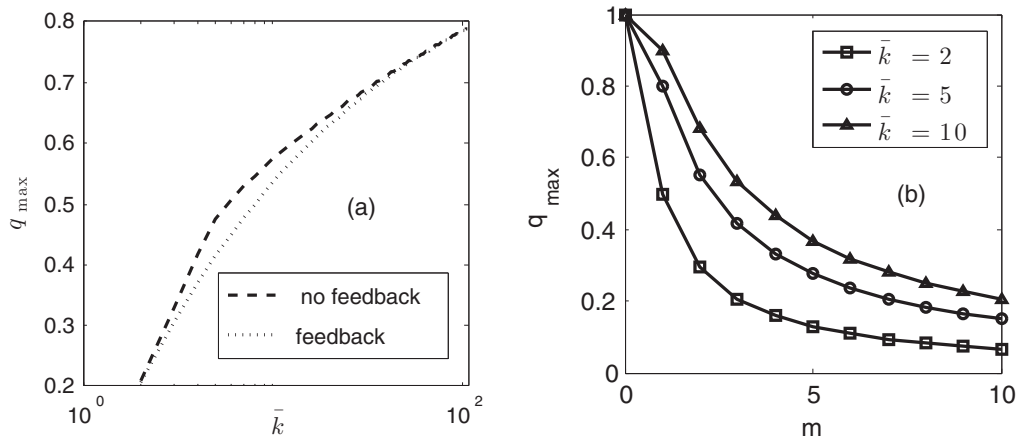 0.8
0.7
0.6
0.5
0.4
0.3
0.2
q max
10^0
10^2
k̄
(a)
no feedback
feedback
1
0.8
0.6
0.4
0.2
0
q max
0
5
10
m
(b)
k̄ = 2
k̄ = 5
k̄ = 10